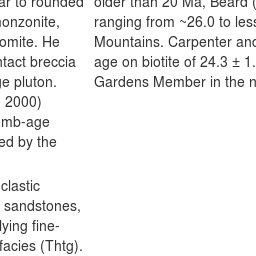 ar to rounded
nonzonite,
omite. He
ntact breccia
ge pluton.
2000)
mb-age
ed by the
clastic
sandstones,
lying fine-
facies (Thtg).
older than 20 Ma, Beard (
ranging from ~26.0 to less
Mountains. Carpenter and
age on biotite of 24.3 ± 1.
Gardens Member in the n